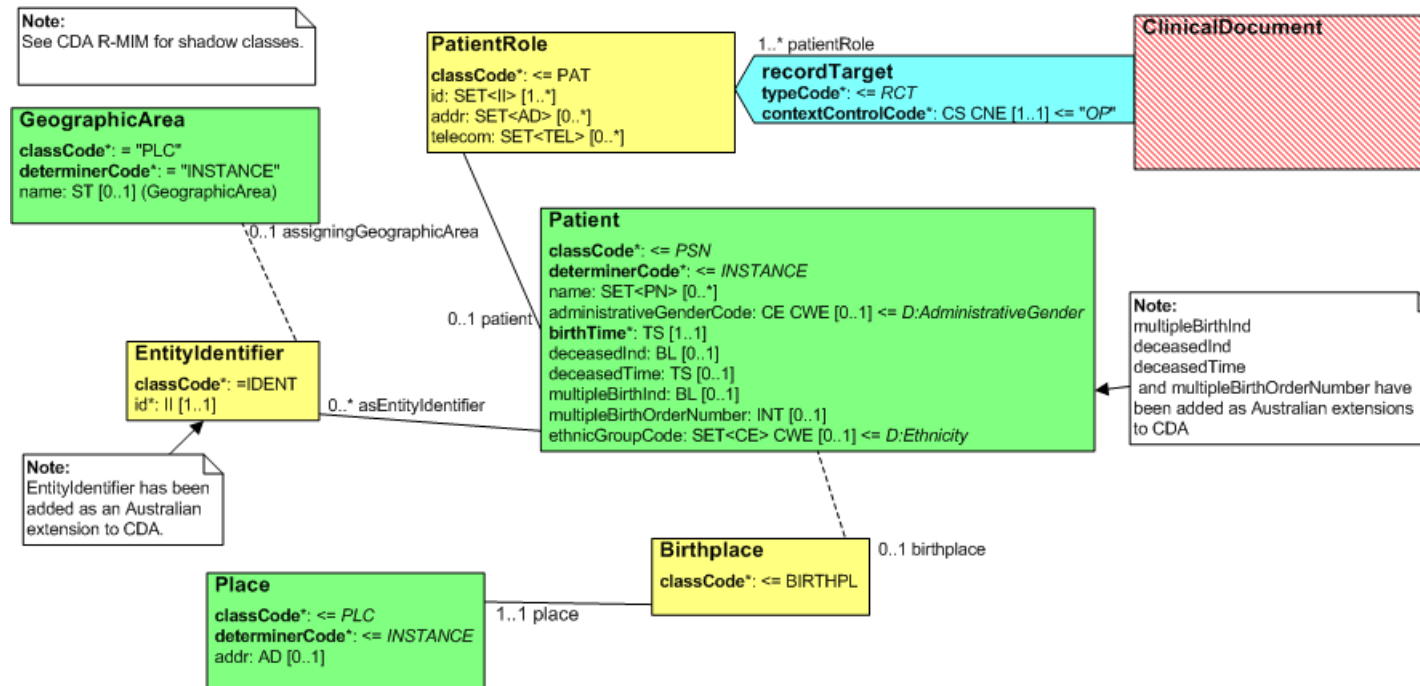 Note:
See CDA R-MIM for shadow classes.
PatientRole
classCode*: <= PAT
id: SET<II> [1..*]
addr: SET<AD> [0..*]
telecom: SET<TEL> [0..*]
1..* patientRole
recordTarget
typeCode*: <= RCT
contextControlCode*: CS CNE [1..1] <= "OP"
ClinicalDocument
GeographicArea
classCode*: = "PLC"
determinerCode*: = "INSTANCE"
name: ST [0..1] (GeographicArea)
0..1 assigningGeographicArea
Patient
classCode*: <= PSN
determinerCode*: <= INSTANCE
name: SET<PN> [0..*]
administrativeGenderCode: CE CWE [0..1] <= D:AdministrativeGender
birthTime*: TS [1..1]
deceasedInd: BL [0..1]
deceasedTime: TS [0..1]
multipleBirthInd: BL [0..1]
multipleBirthOrderNumber: INT [0..1]
ethnicGroupCode: SET<CE> CWE [0..1] <= D:Ethnicity
0..1 patient
Note:
multipleBirthInd
deceasedInd
deceasedTime
and multipleBirthOrderNumber have
been added as Australian extensions
to CDA
EntityIdentifier
classCode*: =IDENT
id*: II [1..1]
0..* asEntityIdentifier
Note:
EntityIdentifier has been
added as an Australian
extension to CDA.
Birthplace
classCode*: <= BIRTHPL
0..1 birthplace
Place
classCode*: <= PLC
determinerCode*: <= INSTANCE
addr: AD [0..1]
1..1 place